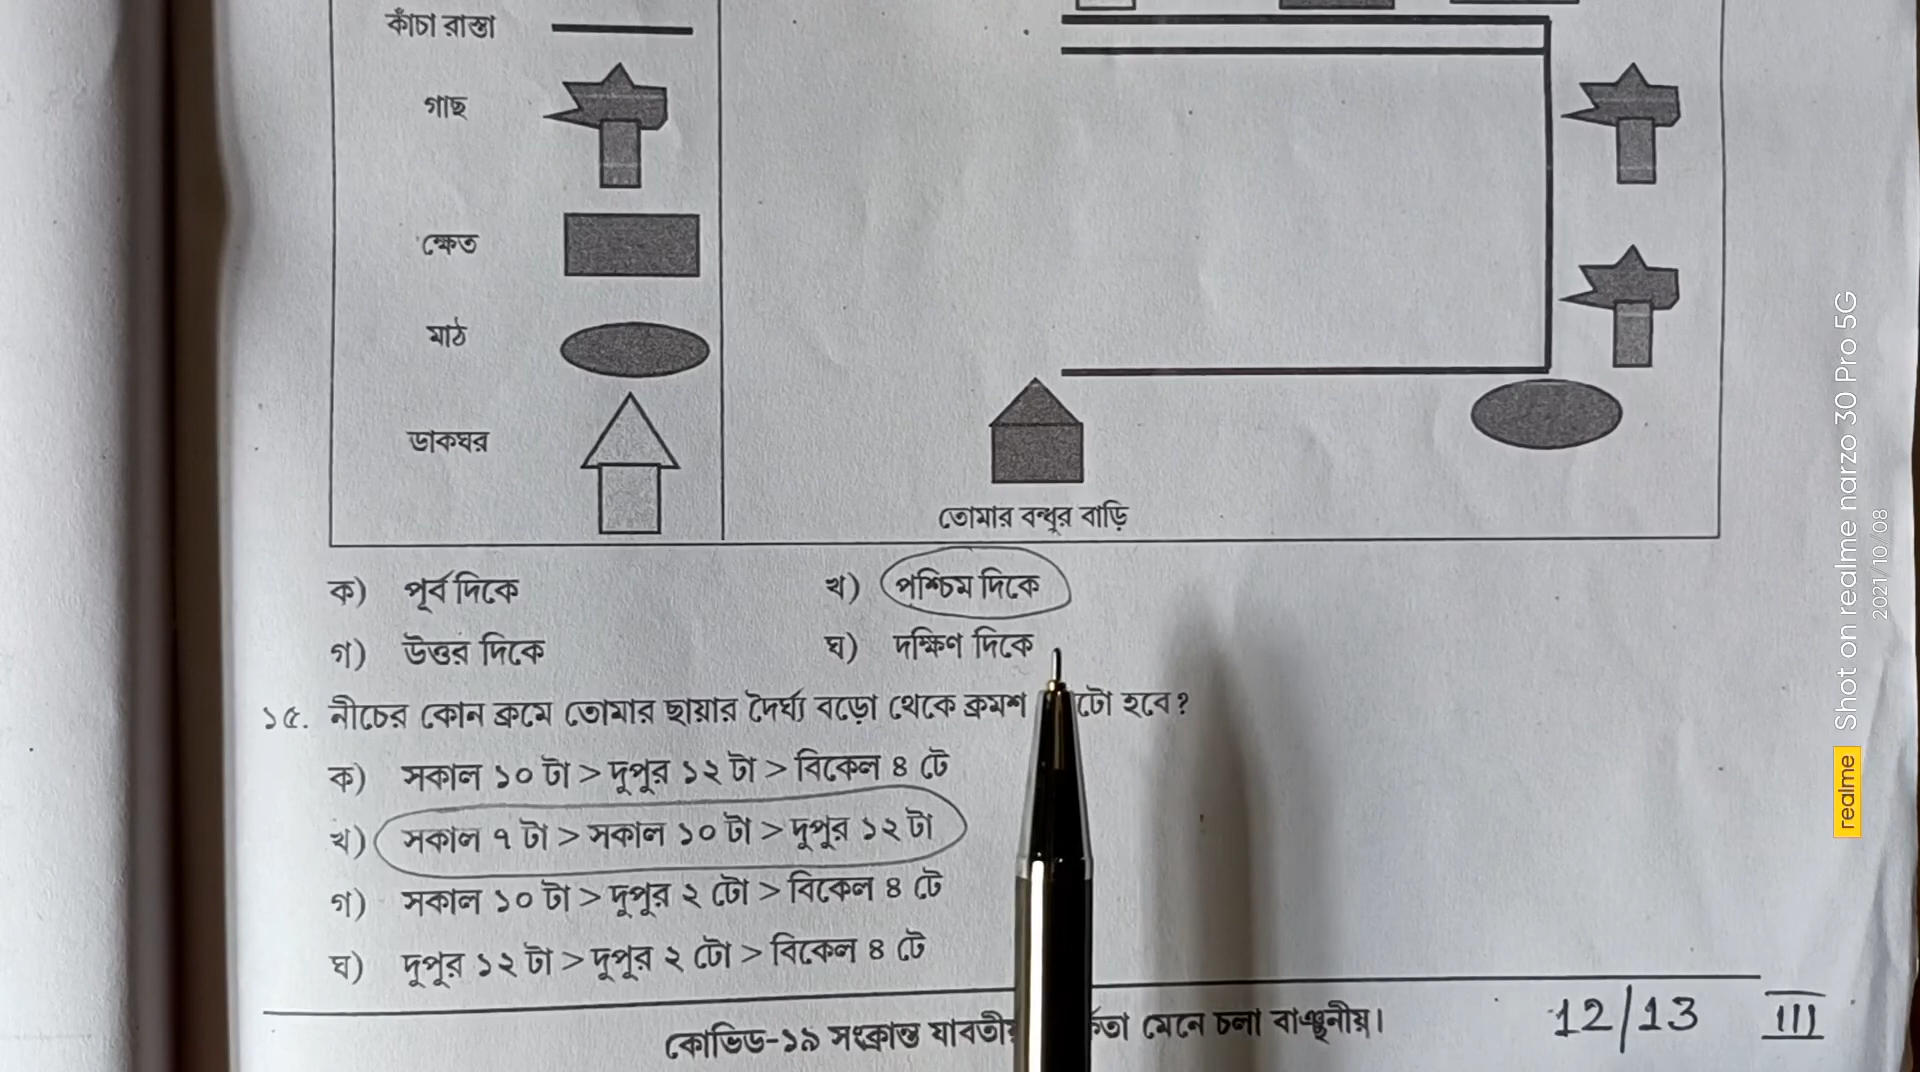 কাঁচা রাস্তা
গাছ
ক্ষেত
মাঠ
ডাকঘর
তোমার বন্ধুর বাড়ি
ক) পূর্ব দিকে
খ) পশ্চিম দিকে
গ) উত্তর দিকে
ঘ) দক্ষিণ দিকে
১৫. নীচের কোন ক্রমে তোমার ছায়ার দৈর্ঘ্য বড়ো থেকে ক্রমশ টো হবে?
ক) সকাল ১০ টা > দুপুর ১২ টা > বিকেল ৪ টে
খ) সকাল ৭ টা > সকাল ১০ টা > দুপুর ১২ টা
গ) সকাল ১০ টা > দুপুর ২ টো > বিকেল ৪ টে
ঘ) দুপুর ১২ টা > দুপুর ২ টো > বিকেল ৪ টে
কোভিড-১৯ সংক্রান্ত মেনে চলা বাঞ্ছনীয়।
12/13 III
realme Shot on realme narzo 30 Pro 5G
2021/10/08